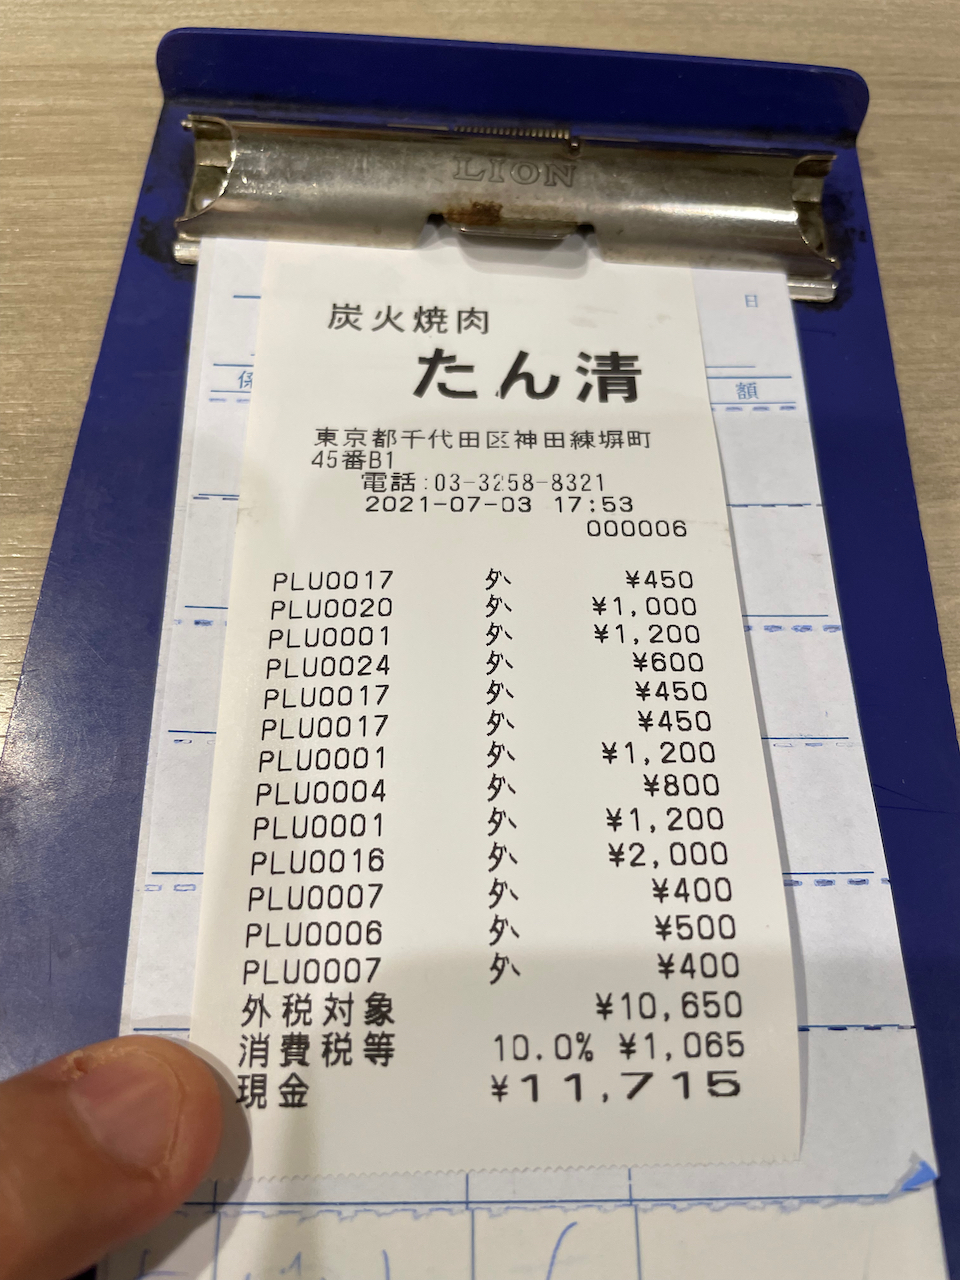 LION
日
額
炭火焼肉
たん清
東京都千代田区神田練塀町
45番B1
電話:03-3258-8321
2021-07-03 17:53
000006
PLU0017 外 ¥450
PLU0020 外 ¥1,000
PLU0001 外 ¥1,200
PLU0024 外 ¥600
PLU0017 外 ¥450
PLU0017 外 ¥450
PLU0001 外 ¥1,200
PLU0004 外 ¥800
PLU0001 外 ¥1,200
PLU0016 外 ¥2,000
PLU0007 外 ¥400
PLU0006 外 ¥500
PLU0007 外 ¥400
外税対象 ¥10,650
消費税等 10.0% ¥1,065
現金 ¥11,715